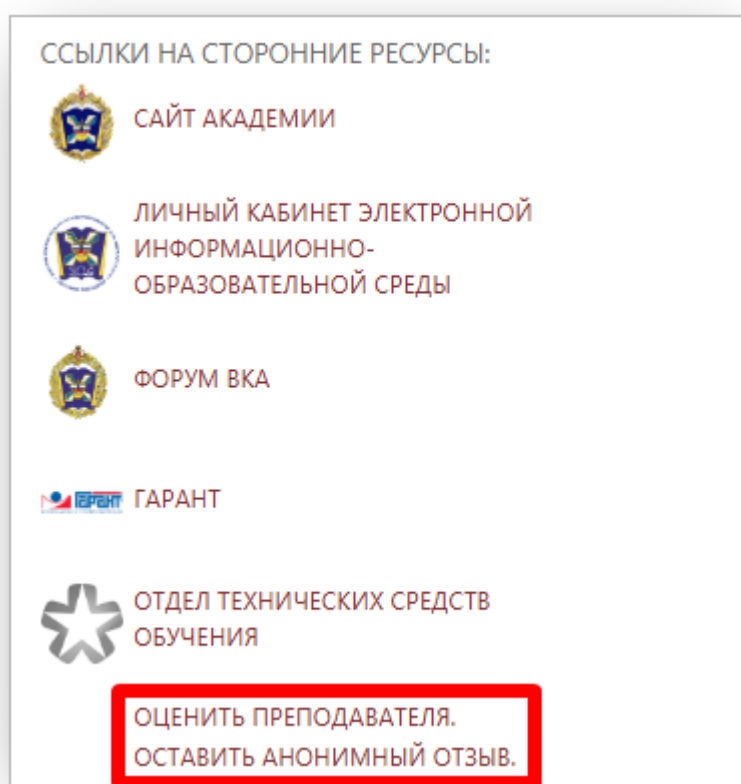 ССЫЛКИ НА СТОРОННИЕ РЕСУРСЫ:
САЙТ АКАДЕМИИ
ЛИЧНЫЙ КАБИНЕТ ЭЛЕКТРОННОЙ
ИНФОРМАЦИОННО-
ОБРАЗОВАТЕЛЬНОЙ СРЕДЫ
ФОРУМ ВКА
ГАРАНТ ГАРАНТ
ОТДЕЛ ТЕХНИЧЕСКИХ СРЕДСТВ
ОБУЧЕНИЯ
ОЦЕНИТЬ ПРЕПОДАВАТЕЛЯ.
ОСТАВИТЬ АНОНИМНЫЙ ОТЗЫВ.